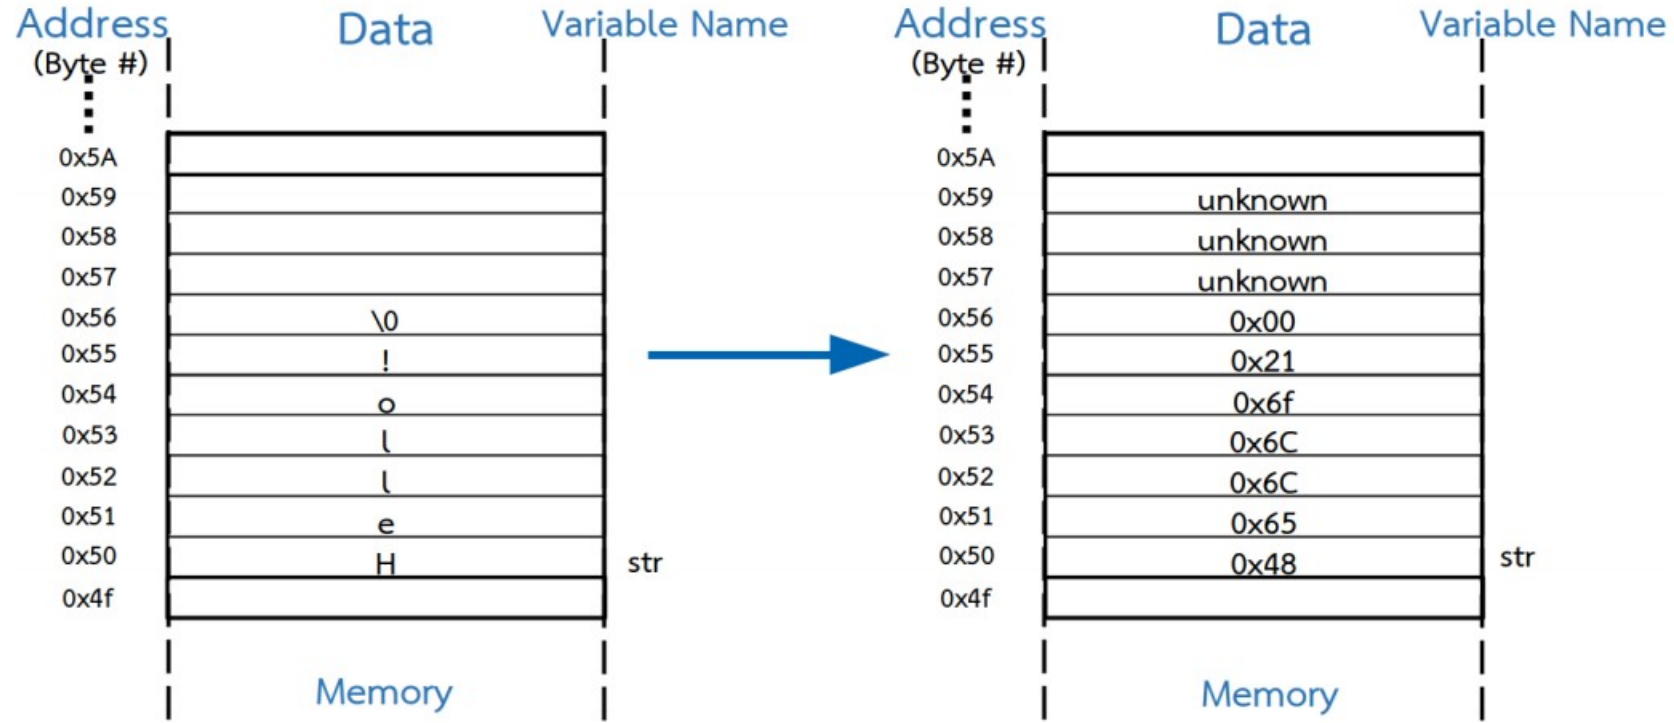 Address Data Variable Name Address Data Variable Name
(Byte #) (Byte #)
0x5A 0x5A
0x59 0x59 unknown
0x58 0x58 unknown
0x57 0x57 unknown
0x56 \0 0x56 0x00
0x55 ! 0x55 0x21
0x54 o 0x54 0x6f
0x53 l 0x53 0x6C
0x52 l 0x52 0x6C
0x51 e 0x51 0x65
0x50 H str 0x50 0x48 str
0x4f 0x4f
Memory Memory